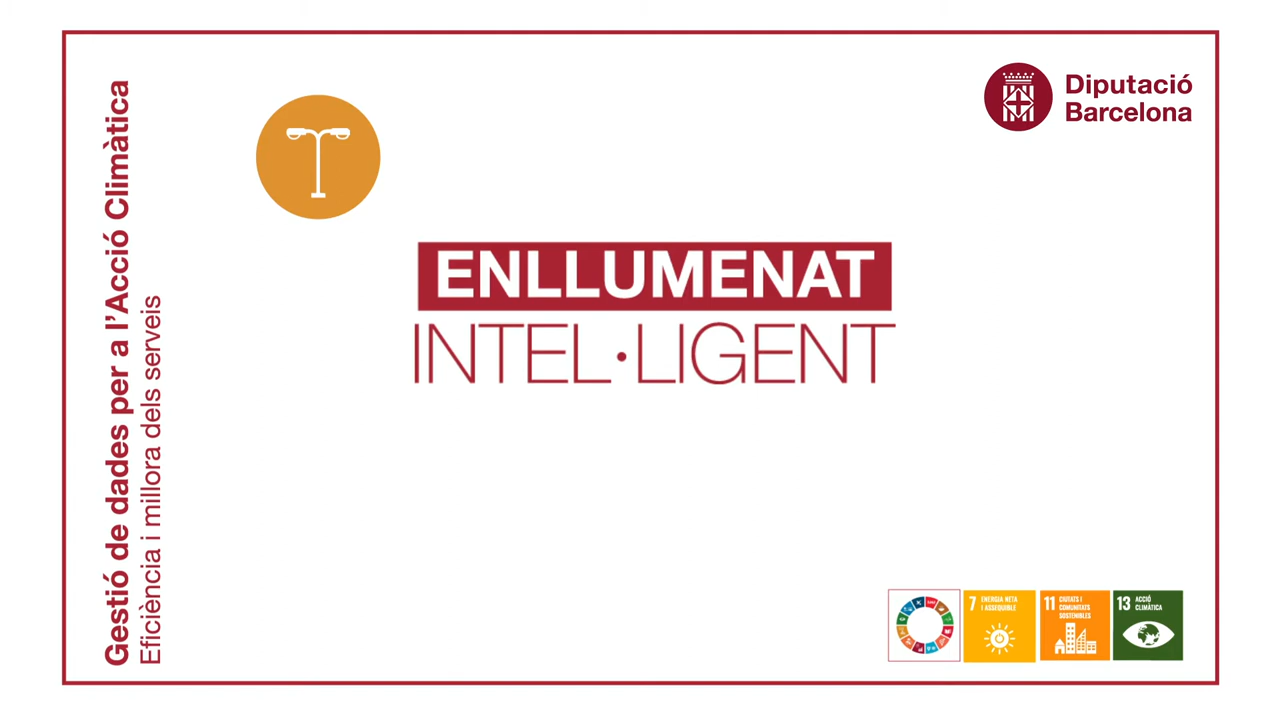 Gestió de dades per a l'Acció Climàtica
Eficiència i millora dels serveis
Diputació
Barcelona
ENLLUMENAT
INTEL·LIGENT
7 ENERGIA NETA
I ASSEQUIBLE
11 CIUTATS I
COMUNITATS
SOSTENIBLES
13 ACCIÓ
CLIMÀTICA